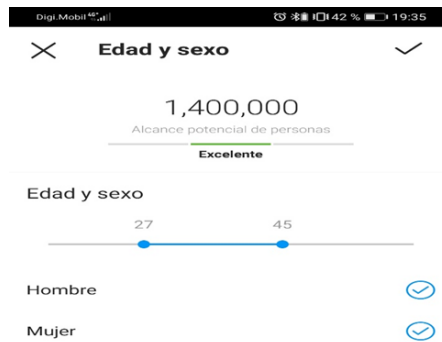 Digi.Mobil 42 % 19:35
Edad y sexo
1,400,000
Alcance potencial de personas
Excelente
Edad y sexo
27 45
Hombre
Mujer